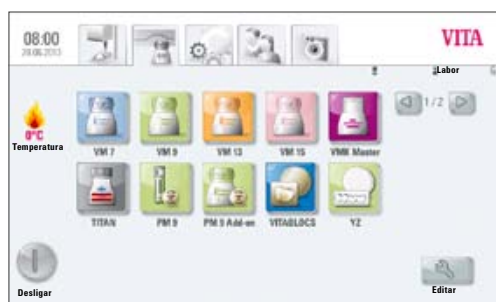 08:00
28.06.2013
VITA
Labor
1/2
0°C
Temperatura
VM 7
VM 9
VM 13
VM 15
VMK Master
TITAN
PM 9
PM 9 Add-on
VITABLOCS
YZ
Desligar
Editar